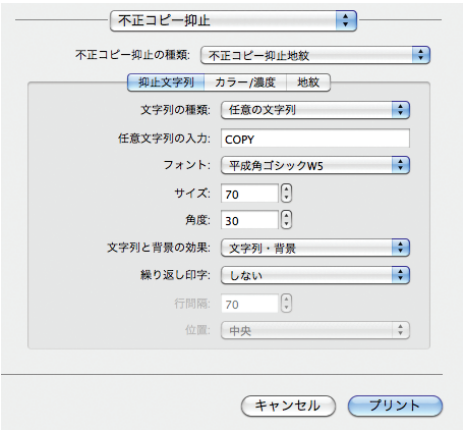 不正コピー抑止
不正コピー抑止の種類: 不正コピー抑止地紋
抑止文字列 カラー/濃度 地紋
文字列の種類: 任意の文字列
任意文字列の入力: COPY
フォント: 平成角ゴシックW5
サイズ: 70
角度: 30
文字列と背景の効果: 文字列・背景
繰り返し印字: しない
行間隔: 70
位置: 中央
キャンセル プリント